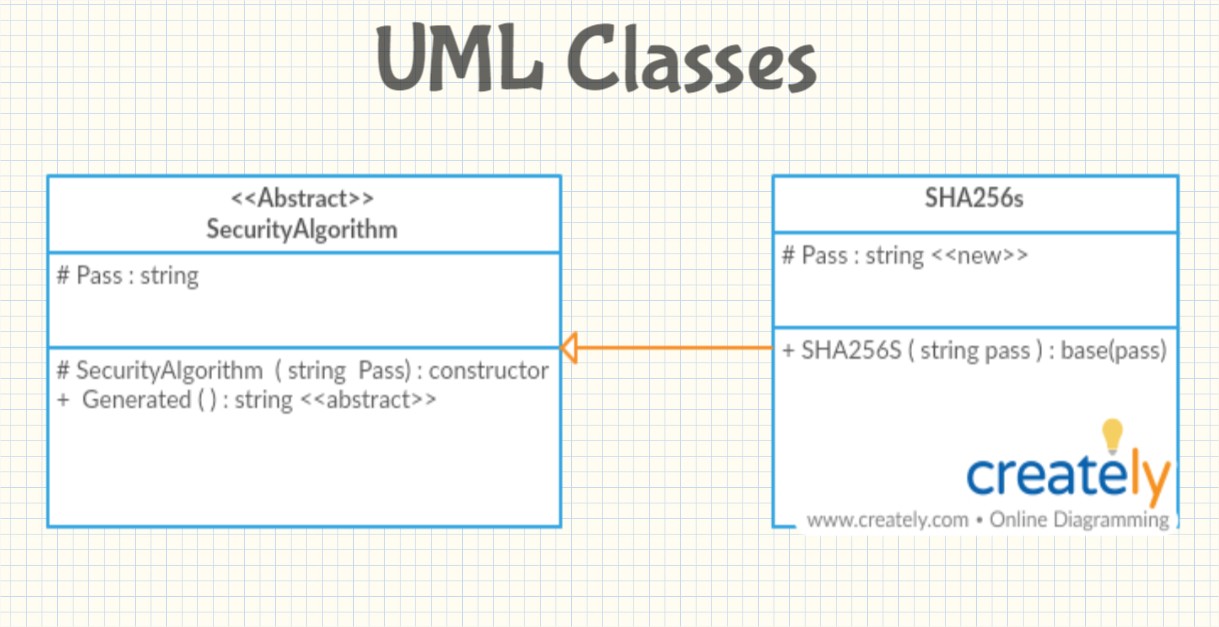 UML Classes
<<Abstract>>
SecurityAlgorithm
# Pass : string
# SecurityAlgorithm ( string Pass) : constructor
+ Generated ( ) : string <<abstract>>
SHA256s
# Pass : string <<new>>
+ SHA256S ( string pass ) : base(pass)
creately
www.creately.com • Online Diagramming